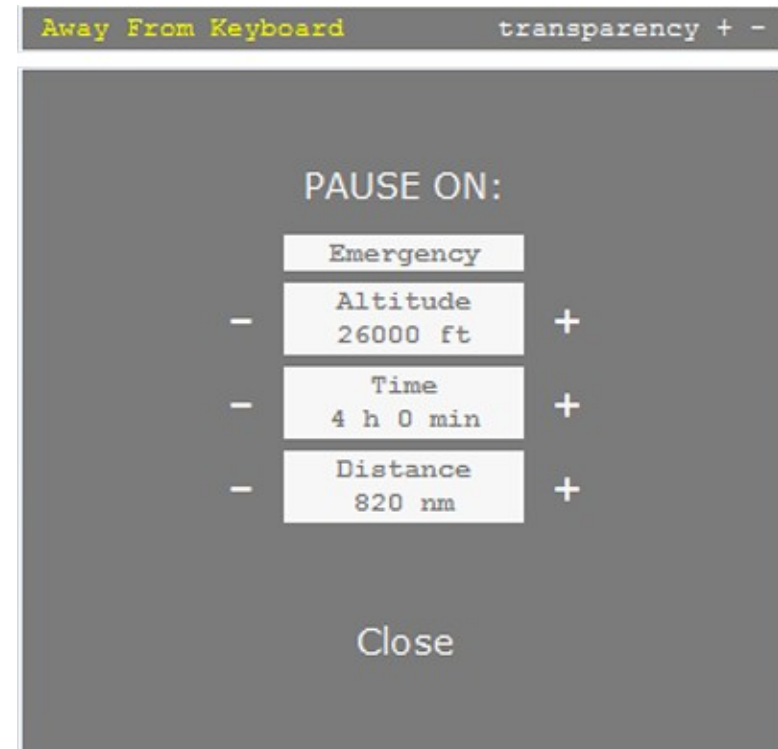 Away From Keyboard transparency + -
PAUSE ON:
Emergency
- Altitude +
26000 ft
- Time +
4 h 0 min
- Distance +
820 nm
Close